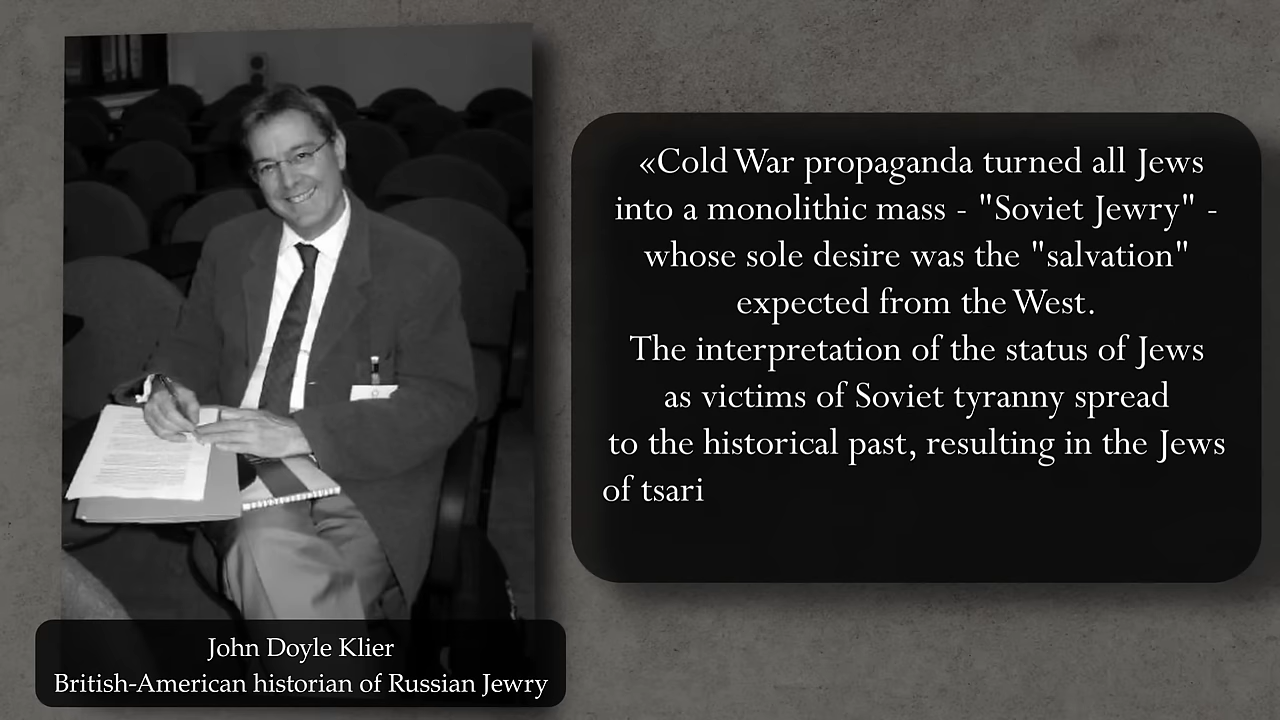 «Cold War propaganda turned all Jews
into a monolithic mass - "Soviet Jewry" -
whose sole desire was the "salvation"
expected from the West.
The interpretation of the status of Jews
as victims of Soviet tyranny spread
to the historical past, resulting in the Jews
of tsari
John Doyle Klier
British-American historian of Russian Jewry